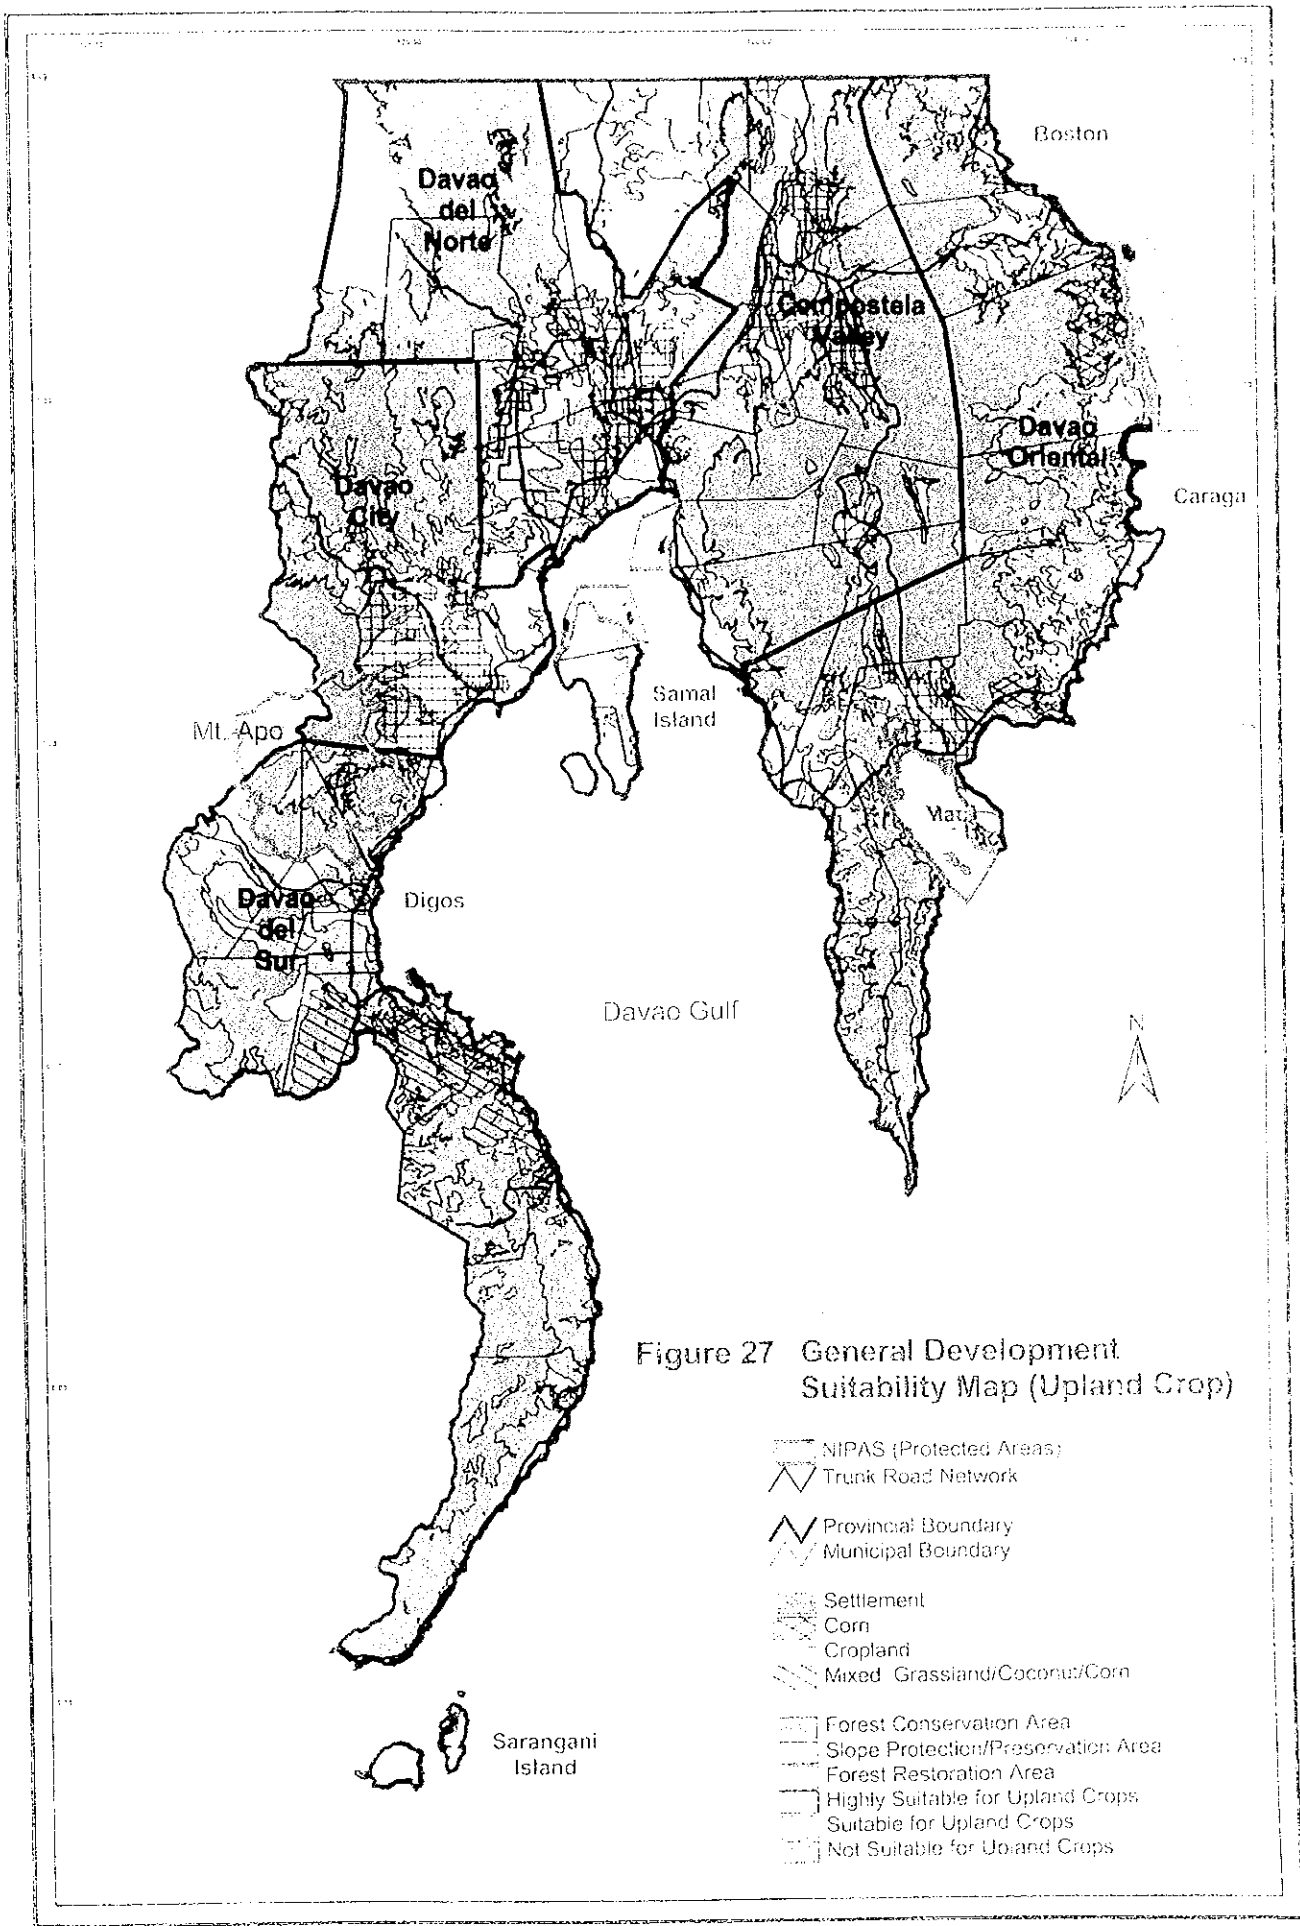 Boston
Davao
del
Norte
Compostela
Valley
Davao
Oriental
Caraga
Davao
City
Samal
Island
Mt. Apo
Davao
del
Sur
Digos
Davao Gulf
N
Figure 27 General Development
Suitability Map (Upland Crop)
NIPAS (Protected Areas)
Trunk Road Network
Provincial Boundary
Municipal Boundary
Settlement
Corn
Cropland
Mixed Grassland/Coconut/Corn
Forest Conservation Area
Slope Protection/Preservation Area
Forest Restoration Area
Highly Suitable for Upland Crops
Suitable for Upland Crops
Not Suitable for Upland Crops
Sarangani
Island